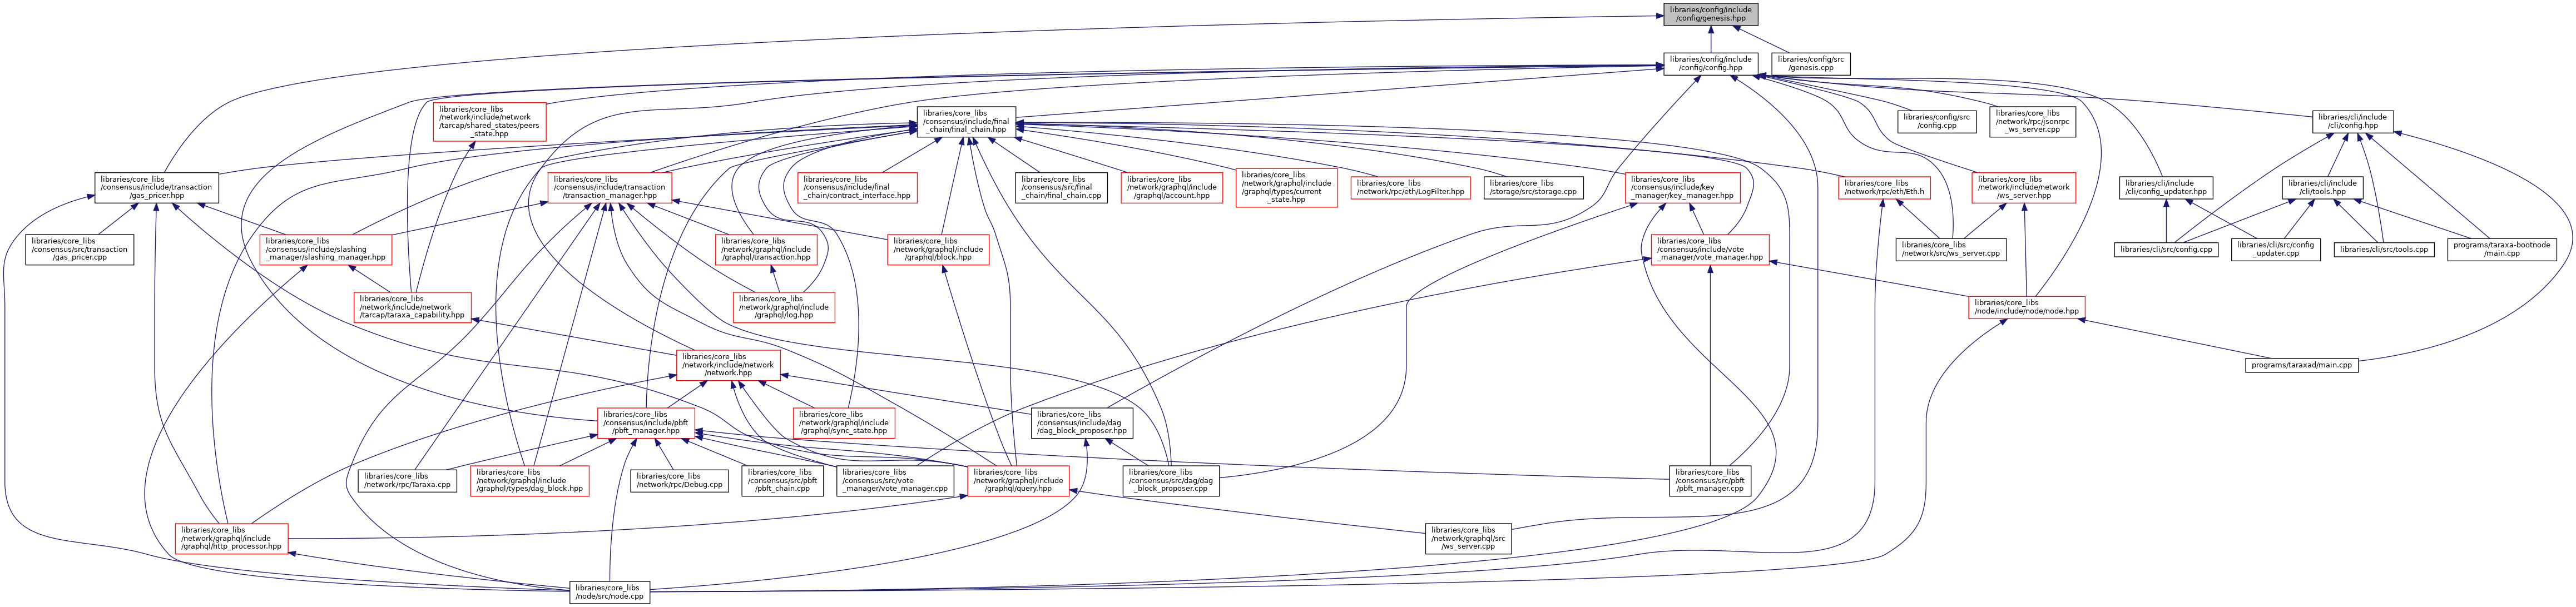 libraries/config/include
/config/genesis.hpp
libraries/config/include
/config/config.hpp
libraries/config/src
/genesis.cpp
libraries/core_libs
/network/include/network
/tarcap/shared_states/peers
_state.hpp
libraries/core_libs
/consensus/include/final
_chain/final_chain.hpp
libraries/config/src
/config.cpp
libraries/core_libs
/network/rpc/jsonrpc
_ws_server.cpp
libraries/cli/include
/cli/config.hpp
libraries/core_libs
/consensus/include/transaction
/gas_pricer.hpp
libraries/core_libs
/consensus/include/transaction
/transaction_manager.hpp
libraries/core_libs
/consensus/include/final
_chain/contract_interface.hpp
libraries/core_libs
/consensus/src/final
_chain/final_chain.cpp
libraries/core_libs
/network/graphql/include
/graphql/account.hpp
libraries/core_libs
/network/graphql/include
/graphql/types/current
_state.hpp
libraries/core_libs
/network/rpc/eth/LogFilter.hpp
libraries/core_libs
/storage/src/storage.cpp
libraries/core_libs
/consensus/include/key
_manager/key_manager.hpp
libraries/core_libs
/network/rpc/eth/Eth.h
libraries/core_libs
/network/include/network
/ws_server.hpp
libraries/cli/include
/cli/config_updater.hpp
libraries/cli/include
/cli/tools.hpp
libraries/core_libs
/consensus/src/transaction
/gas_pricer.cpp
libraries/core_libs
/consensus/include/slashing
_manager/slashing_manager.hpp
libraries/core_libs
/network/graphql/include
/graphql/transaction.hpp
libraries/core_libs
/network/graphql/include
/graphql/block.hpp
libraries/core_libs
/consensus/include/vote
_manager/vote_manager.hpp
libraries/core_libs
/network/src/ws_server.cpp
libraries/cli/src/config.cpp
libraries/cli/src/config
_updater.cpp
libraries/cli/src/tools.cpp
programs/taraxa-bootnode
/main.cpp
libraries/core_libs
/network/include/network
/tarcap/taraxa_capability.hpp
libraries/core_libs
/network/graphql/include
/graphql/log.hpp
libraries/core_libs
/node/include/node/node.hpp
libraries/core_libs
/network/include/network
/network.hpp
programs/taraxad/main.cpp
libraries/core_libs
/consensus/include/pbft
/pbft_manager.hpp
libraries/core_libs
/network/graphql/include
/graphql/sync_state.hpp
libraries/core_libs
/consensus/include/dag
/dag_block_proposer.hpp
libraries/core_libs
/network/rpc/Taraxa.cpp
libraries/core_libs
/network/graphql/include
/graphql/types/dag_block.hpp
libraries/core_libs
/network/rpc/Debug.cpp
libraries/core_libs
/consensus/src/pbft
/pbft_chain.cpp
libraries/core_libs
/consensus/src/vote
_manager/vote_manager.cpp
libraries/core_libs
/network/graphql/include
/graphql/query.hpp
libraries/core_libs
/consensus/src/dag/dag
_block_proposer.cpp
libraries/core_libs
/consensus/src/pbft
/pbft_manager.cpp
libraries/core_libs
/network/graphql/include
/graphql/http_processor.hpp
libraries/core_libs
/network/graphql/src
/ws_server.cpp
libraries/core_libs
/node/src/node.cpp